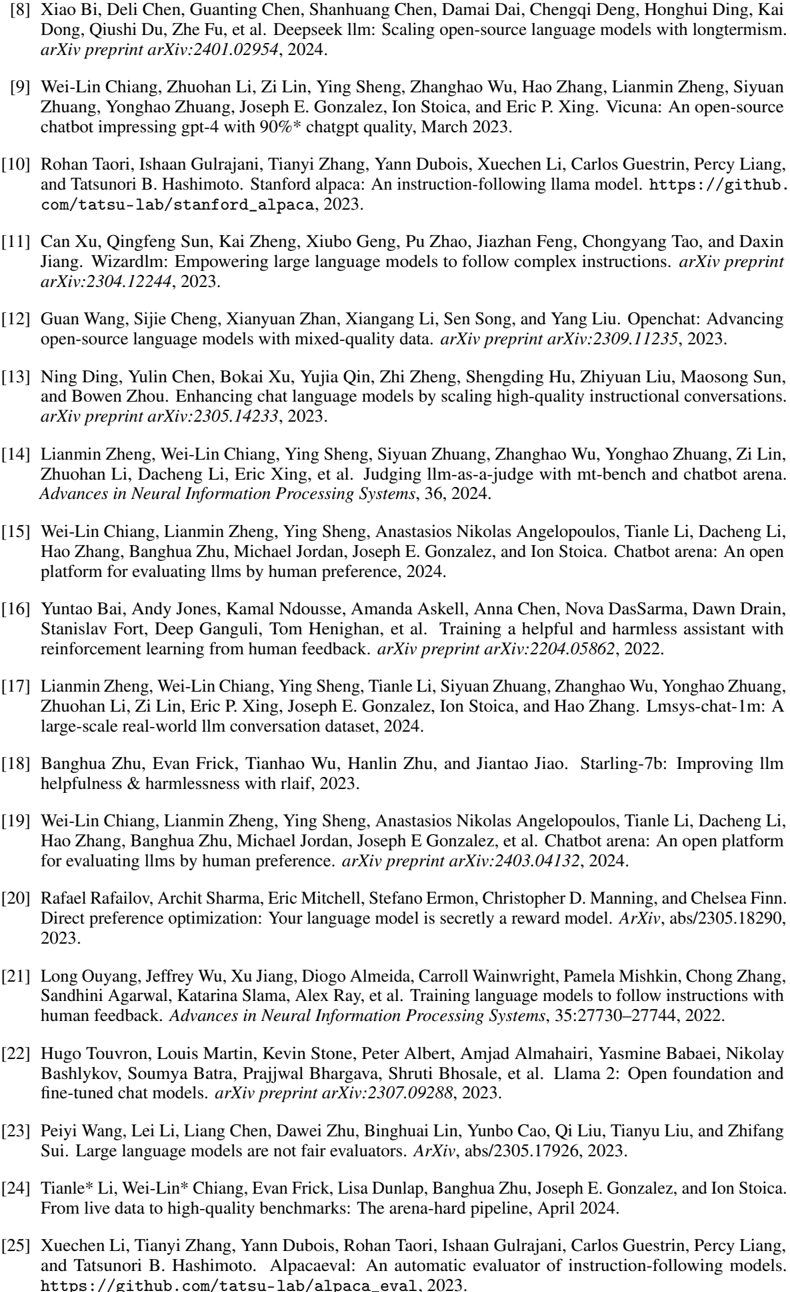 [8] Xiao Bi, Deli Chen, Guanting Chen, Shanhuang Chen, Damai Dai, Chengqi Deng, Honghui Ding, Kai
Dong, Qiushi Du, Zhe Fu, et al. Deepseek llm: Scaling open-source language models with longtermism.
arXiv preprint arXiv:2401.02954, 2024.
[9] Wei-Lin Chiang, Zhuohan Li, Zi Lin, Ying Sheng, Zhanghao Wu, Hao Zhang, Lianmin Zheng, Siyuan
Zhuang, Yonghao Zhuang, Joseph E. Gonzalez, Ion Stoica, and Eric P. Xing. Vicuna: An open-source
chatbot impressing gpt-4 with 90%* chatgpt quality, March 2023.
[10] Rohan Taori, Ishaan Gulrajani, Tianyi Zhang, Yann Dubois, Xuechen Li, Carlos Guestrin, Percy Liang,
and Tatsunori B. Hashimoto. Stanford alpaca: An instruction-following llama model. https://github.
com/tatsu-lab/stanford_alpaca, 2023.
[11] Can Xu, Qingfeng Sun, Kai Zheng, Xiubo Geng, Pu Zhao, Jiazhan Feng, Chongyang Tao, and Daxin
Jiang. Wizardlm: Empowering large language models to follow complex instructions. arXiv preprint
arXiv:2304.12244, 2023.
[12] Guan Wang, Sijie Cheng, Xianyuan Zhan, Xiangang Li, Sen Song, and Yang Liu. Openchat: Advancing
open-source language models with mixed-quality data. arXiv preprint arXiv:2309.11235, 2023.
[13] Ning Ding, Yulin Chen, Bokai Xu, Yujia Qin, Zhi Zheng, Shengding Hu, Zhiyuan Liu, Maosong Sun,
and Bowen Zhou. Enhancing chat language models by scaling high-quality instructional conversations.
arXiv preprint arXiv:2305.14233, 2023.
[14] Lianmin Zheng, Wei-Lin Chiang, Ying Sheng, Siyuan Zhuang, Zhanghao Wu, Yonghao Zhuang, Zi Lin,
Zhuohan Li, Dacheng Li, Eric Xing, et al. Judging llm-as-a-judge with mt-bench and chatbot arena.
Advances in Neural Information Processing Systems, 36, 2024.
[15] Wei-Lin Chiang, Lianmin Zheng, Ying Sheng, Anastasios Nikolas Angelopoulos, Tianle Li, Dacheng Li,
Hao Zhang, Banghua Zhu, Michael Jordan, Joseph E. Gonzalez, and Ion Stoica. Chatbot arena: An open
platform for evaluating llms by human preference, 2024.
[16] Yuntao Bai, Andy Jones, Kamal Ndousse, Amanda Askell, Anna Chen, Nova DasSarma, Dawn Drain,
Stanislav Fort, Deep Ganguli, Tom Henighan, et al. Training a helpful and harmless assistant with
reinforcement learning from human feedback. arXiv preprint arXiv:2204.05862, 2022.
[17] Lianmin Zheng, Wei-Lin Chiang, Ying Sheng, Tianle Li, Siyuan Zhuang, Zhanghao Wu, Yonghao Zhuang,
Zhuohan Li, Zi Lin, Eric P. Xing, Joseph E. Gonzalez, Ion Stoica, and Hao Zhang. Lmsys-chat-1m: A
large-scale real-world llm conversation dataset, 2024.
[18] Banghua Zhu, Evan Frick, Tianhao Wu, Hanlin Zhu, and Jiantao Jiao. Starling-7b: Improving llm
helpfulness & harmlessness with rlaif, 2023.
[19] Wei-Lin Chiang, Lianmin Zheng, Ying Sheng, Anastasios Nikolas Angelopoulos, Tianle Li, Dacheng Li,
Hao Zhang, Banghua Zhu, Michael Jordan, Joseph E Gonzalez, et al. Chatbot arena: An open platform
for evaluating llms by human preference. arXiv preprint arXiv:2403.04132, 2024.
[20] Rafael Rafailov, Archit Sharma, Eric Mitchell, Stefano Ermon, Christopher D. Manning, and Chelsea Finn.
Direct preference optimization: Your language model is secretly a reward model. ArXiv, abs/2305.18290,
2023.
[21] Long Ouyang, Jeffrey Wu, Xu Jiang, Diogo Almeida, Carroll Wainwright, Pamela Mishkin, Chong Zhang,
Sandhini Agarwal, Katarina Slama, Alex Ray, et al. Training language models to follow instructions with
human feedback. Advances in Neural Information Processing Systems, 35:27730–27744, 2022.
[22] Hugo Touvron, Louis Martin, Kevin Stone, Peter Albert, Amjad Almahairi, Yasmine Babaei, Nikolay
Bashlykov, Soumya Batra, Prajjwal Bhargava, Shruti Bhosale, et al. Llama 2: Open foundation and
fine-tuned chat models. arXiv preprint arXiv:2307.09288, 2023.
[23] Peiyi Wang, Lei Li, Liang Chen, Dawei Zhu, Binghuai Lin, Yunbo Cao, Qi Liu, Tianyu Liu, and Zhifang
Sui. Large language models are not fair evaluators. ArXiv, abs/2305.17926, 2023.
[24] Tianle* Li, Wei-Lin* Chiang, Evan Frick, Lisa Dunlap, Banghua Zhu, Joseph E. Gonzalez, and Ion Stoica.
From live data to high-quality benchmarks: The arena-hard pipeline, April 2024.
[25] Xuechen Li, Tianyi Zhang, Yann Dubois, Rohan Taori, Ishaan Gulrajani, Carlos Guestrin, Percy Liang,
and Tatsunori B. Hashimoto. Alpacaeval: An automatic evaluator of instruction-following models.
https://github.com/tatsu-lab/alpaca_eval, 2023.